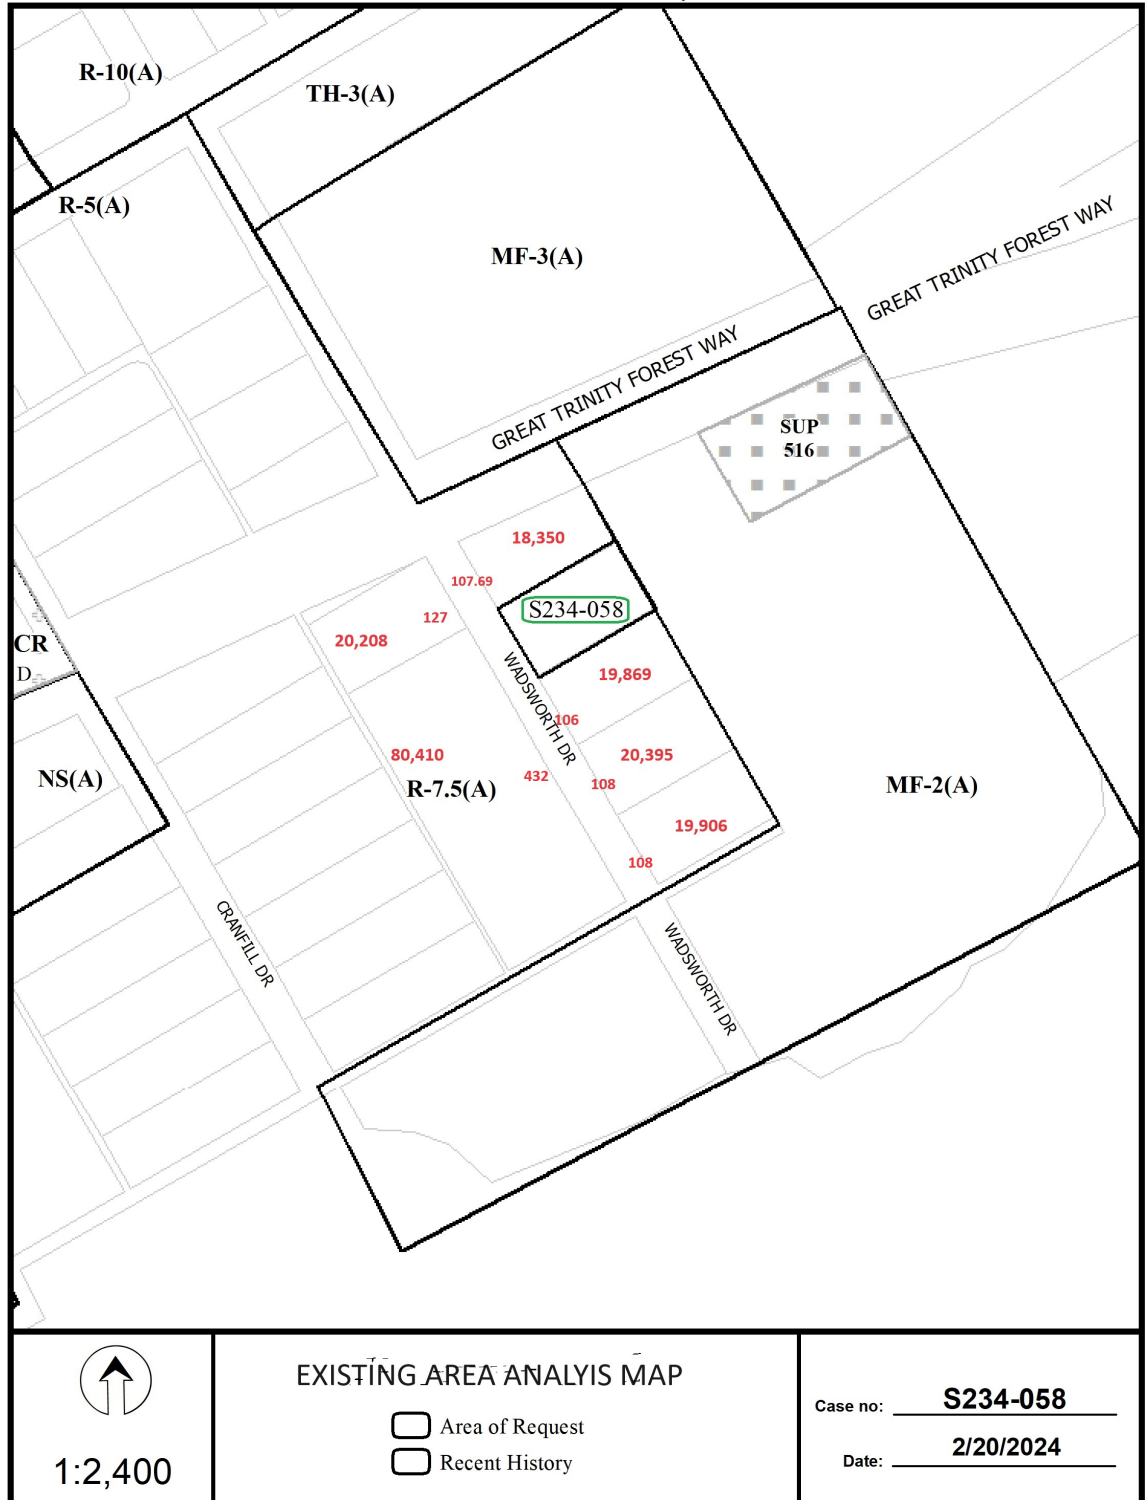 R-10(A)
TH-3(A)
R-5(A)
MF-3(A)
GREAT TRINITY FOREST WAY
GREAT TRINITY FOREST WAY
SUP
516
18,350
107.69
S234-058
127
20,208
CR
D
WADSWORTH DR
19,869
106
80,410
20,395
432
108
NS(A)
R-7.5(A)
MF-2(A)
19,906
108
CRANFILL DR
WADSWORTH DR
1:2,400
EXISTING AREA ANALYIS MAP
Area of Request
Recent History
Case no: S234-058
Date: 2/20/2024